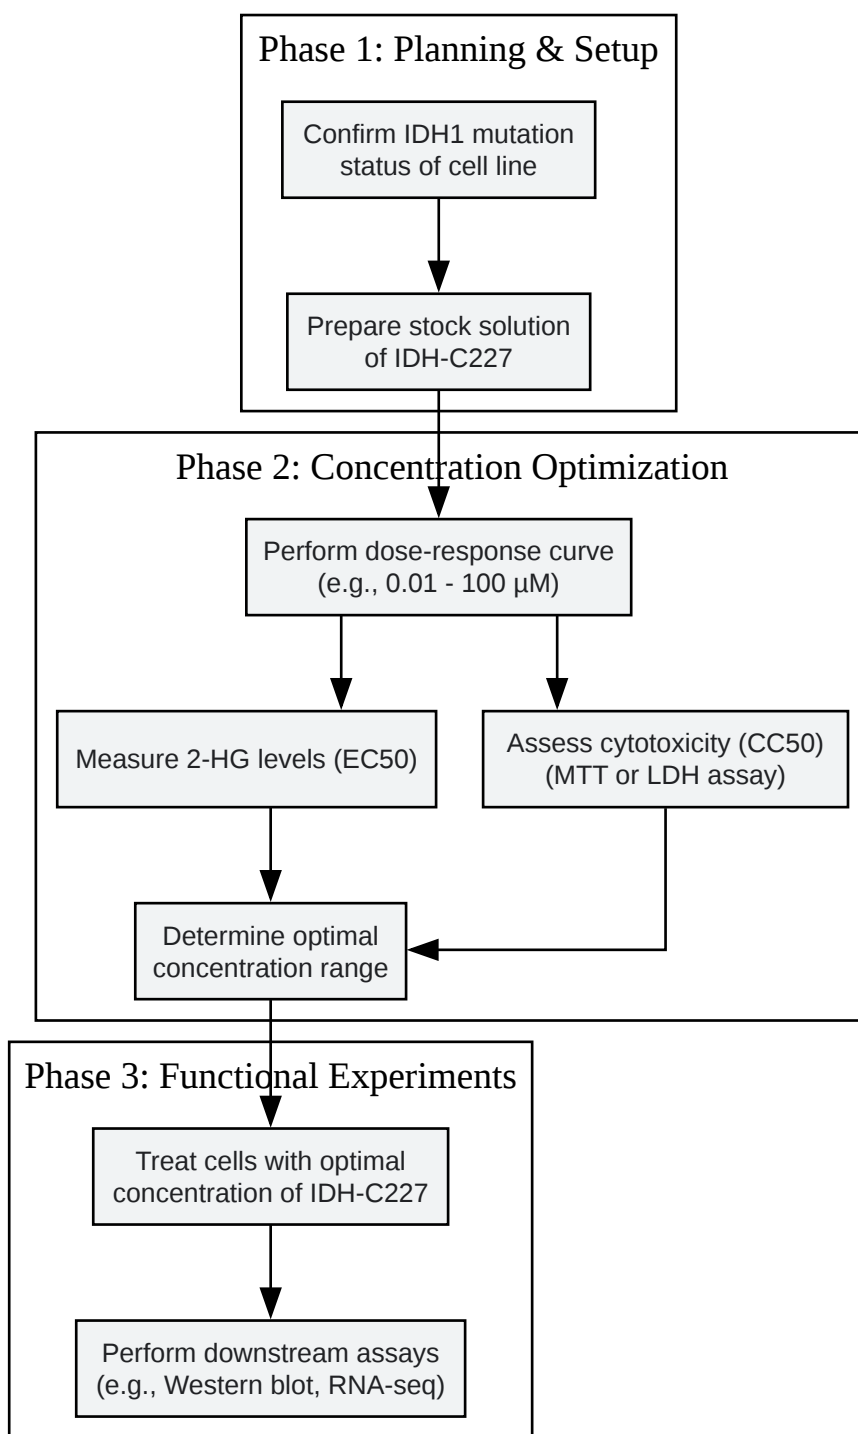 Phase 1: Planning & Setup
Confirm IDH1 mutation
status of cell line
Prepare stock solution
of IDH-C227
Phase 2: Concentration Optimization
Perform dose-response curve
(e.g., 0.01 - 100 µM)
Measure 2-HG levels (EC50)
Assess cytotoxicity (CC50)
(MTT or LDH assay)
Determine optimal
concentration range
Phase 3: Functional Experiments
Treat cells with optimal
concentration of IDH-C227
Perform downstream assays
(e.g., Western blot, RNA-seq)